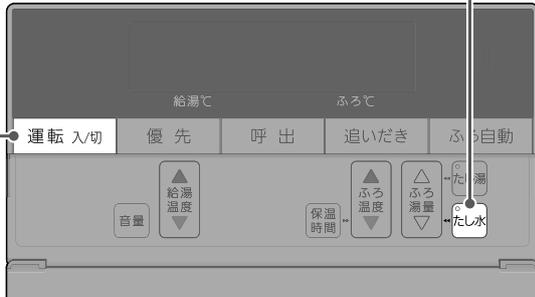 給湯℃ ふろ℃
運転 入/切 優先 呼出 追いだき ふろ自動
給湯温度 ふろ温度 ふろ湯量 たし湯
音量 保温時間 たし水